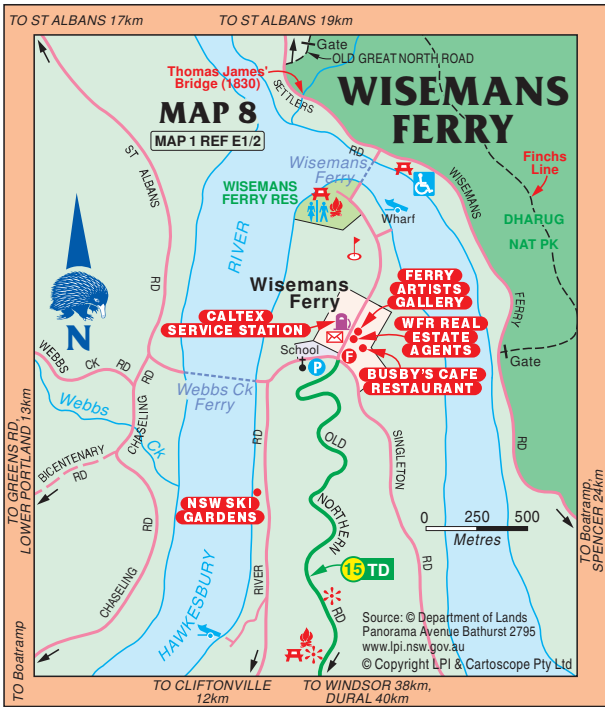 TO ST ALBANS 17km
TO ST ALBANS 19km
Gate
OLD GREAT NORTH ROAD
Thomas James'
Bridge (1830)
SETTLERS
RD
MAP 8
MAP 1 REF E1/2
WISEMANS
FERRY
ST ALBANS
RD
Wisemans
Ferry
WISEMANS
FERRY RES
Wharf
WISEMANS
FERRY
RD
Finchs
Line
DHARUG
NAT PK
RIVER
N
Wisemans
Ferry
FERRY
ARTISTS
GALLERY
CALTEX
SERVICE STATION
WFR REAL
ESTATE
AGENTS
School
P
F
BUSBY'S CAFE
RESTAURANT
Gate
WEBBS CK RD
Webbs Ck
Ferry
Webbs
Ck
CHASELING
RD
BICENTENARY
RD
TO GREENS RD,
LOWER PORTLAND 13km
OLD
NORTHERN
RD
SINGLETON
RD
NSW SKI
GARDENS
0 250 500
Metres
TO Boatramp,
SPENCER 24km
CHASELING
RD
RIVER
RD
15 TD
HAWKESBURY
Source: © Department of Lands
Panorama Avenue Bathurst 2795
www.lpi.nsw.gov.au
© Copyright LPI & Cartoscope Pty Ltd
TO Boatramp
TO CLIFTONVILLE
12km
TO WINDSOR 38km,
DURAL 40km